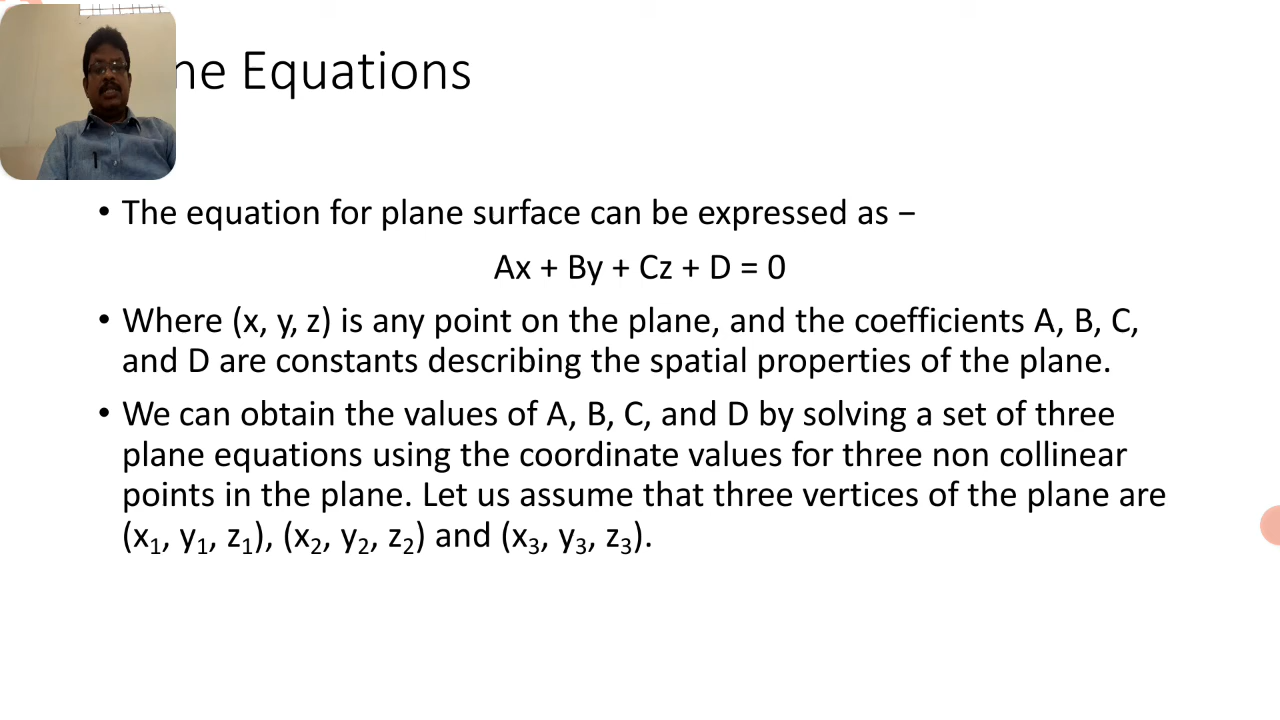 ne Equations
• The equation for plane surface can be expressed as −
Ax + By + Cz + D = 0
• Where (x, y, z) is any point on the plane, and the coefficients A, B, C,
and D are constants describing the spatial properties of the plane.
• We can obtain the values of A, B, C, and D by solving a set of three
plane equations using the coordinate values for three non collinear
points in the plane. Let us assume that three vertices of the plane are
(x₁, y₁, z₁), (x₂, y₂, z₂) and (x₃, y₃, z₃).